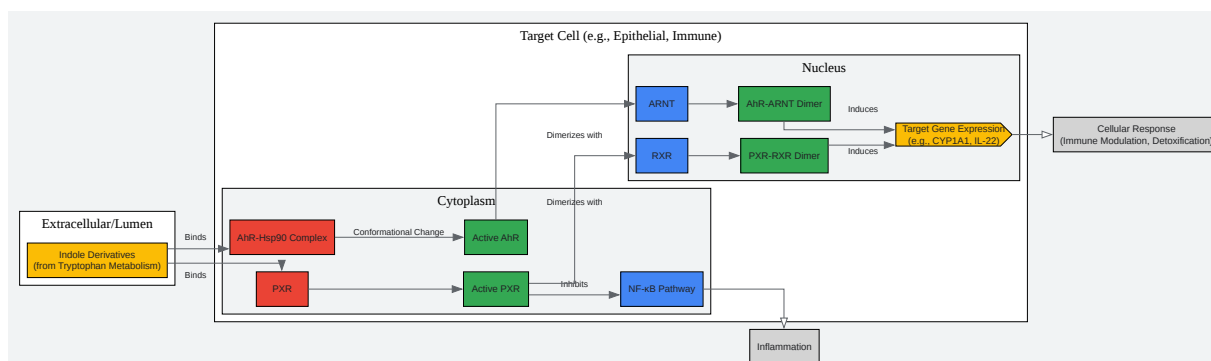 Target Cell (e.g., Epithelial, Immune)
Nucleus
ARNT
AhR-ARNT Dimer
Induces
Target Gene Expression
(e.g., CYP1A1, IL-22)
Cellular Response
(Immune Modulation, Detoxification)
Dimerizes with
RXR
PXR-RXR Dimer
Induces
Cytoplasm
Dimerizes with
Extracellular/Lumen
Indole Derivatives
(from Tryptophan Metabolism)
Binds
Binds
AhR-Hsp90 Complex
Conformational Change
Active AhR
PXR
Active PXR
Inhibits
NF-κB Pathway
Inflammation